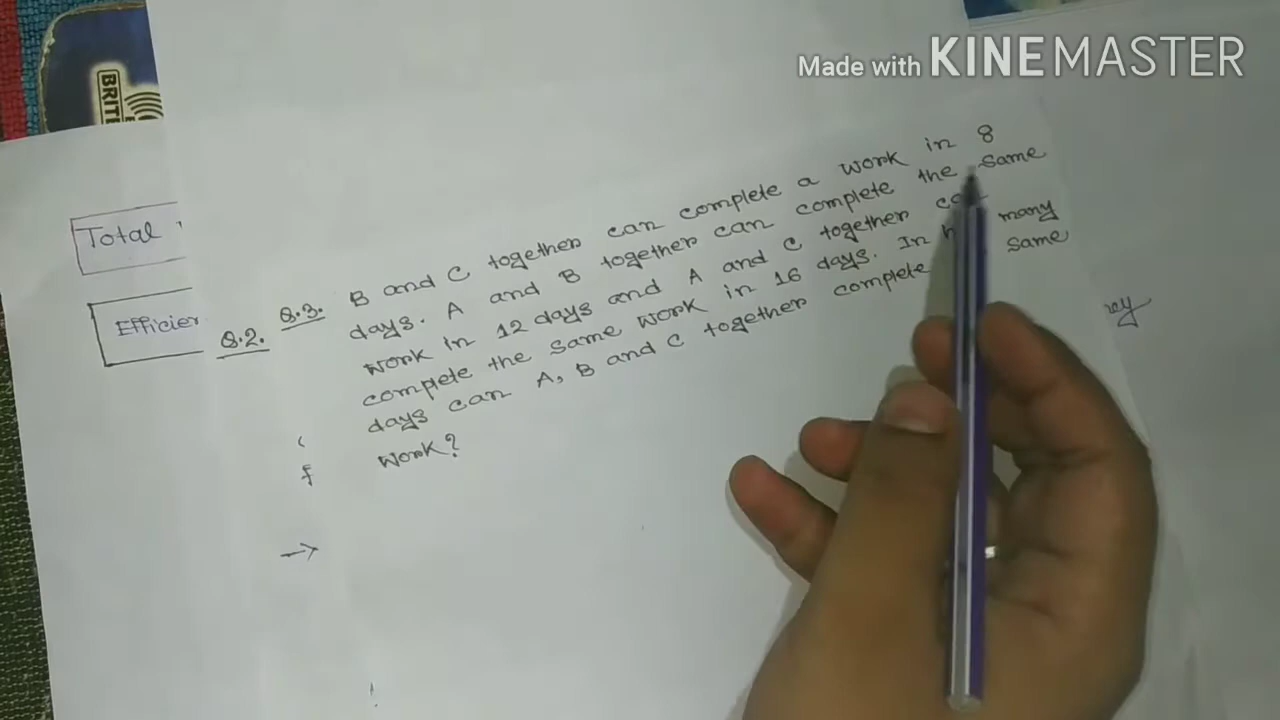 Made with KINEMASTER
BRITE
Total
Efficien
Q.2.
Q.3. B and C together can complete a work in 8
days. A and B together can complete the same
work in 12 days and A and C together
complete the same work in 16 days. In many
days can A, B and C together complete same
work?